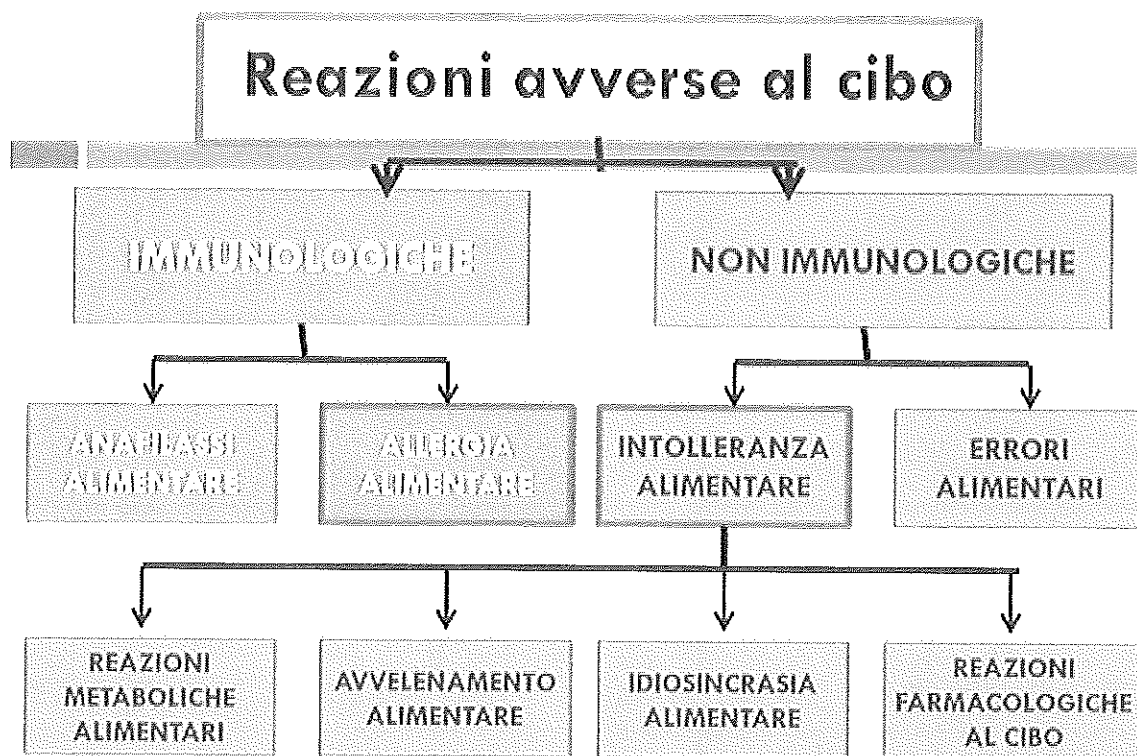 Reazioni avverse al cibo
IMMUNOLOGICHE
NON IMMUNOLOGICHE
ANAFILASSI
ALIMENTARE
ALLERGIA
ALIMENTARE
INTOLLERANZA
ALIMENTARE
ERRORI
ALIMENTARI
REAZIONI
METABOLICHE
ALIMENTARI
AVVELENAMENTO
ALIMENTARE
IDIOSINCRASIA
ALIMENTARE
REAZIONI
FARMACOLOGICHE
AL CIBO